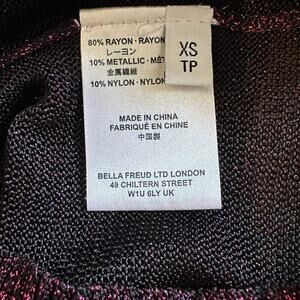 80% RAYON · RAYON
レーヨン
10% METALLIC · MÉT
金属繊維
10% NYLON · NYLON
XS
TP
MADE IN CHINA
FABRIQUÉ EN CHINE
中国製
BELLA FREUD LTD LONDON
49 CHILTERN STREET
W1U 6LY UK